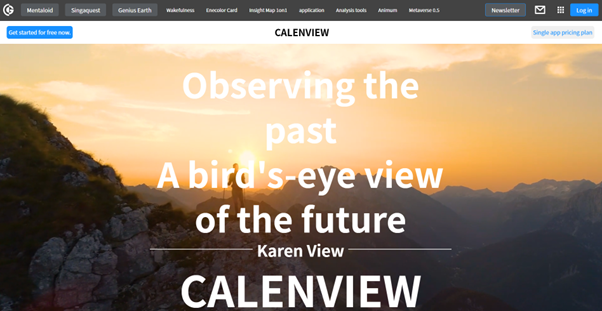 Mentaloid Singaquest Genius Earth Wakefulness Enocolor Card Insight Map 1on1 application Analysis tools Animum Metaverse 0.5 Newsletter Log in
Get started for free now. CALENVIEW Single app pricing plan
Observing the
past
A bird's-eye view
of the future
Karen View
CALENVIEW